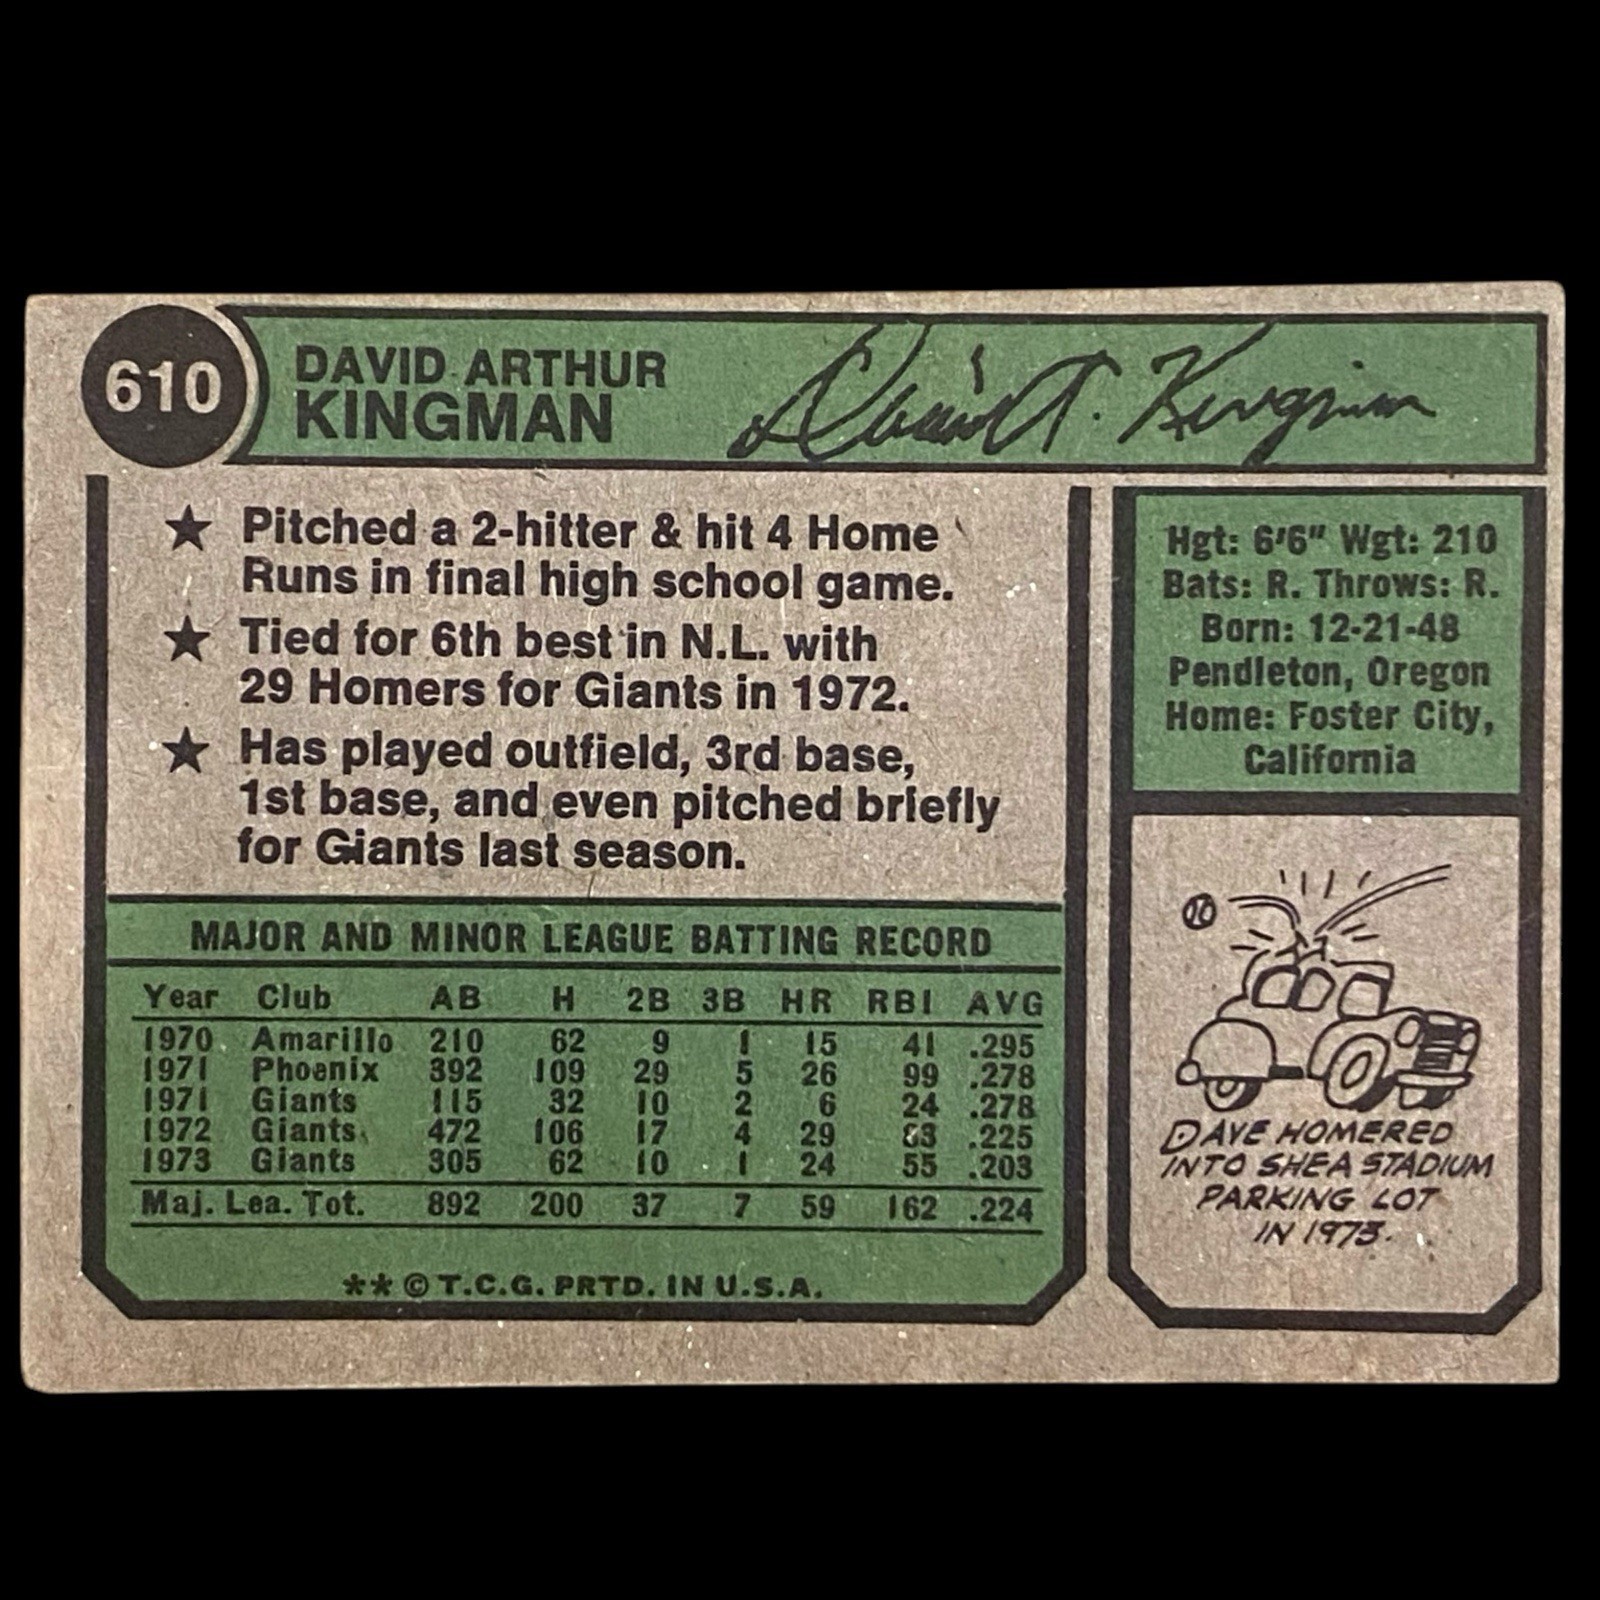 610
DAVID ARTHUR
KINGMAN
David A. Kingman
★ Pitched a 2-hitter & hit 4 Home
Runs in final high school game.
★ Tied for 6th best in N.L. with
29 Homers for Giants in 1972.
★ Has played outfield, 3rd base,
1st base, and even pitched briefly
for Giants last season.
MAJOR AND MINOR LEAGUE BATTING RECORD
Year Club AB H 2B 3B HR RBI AVG
1970 Amarillo 210 62 9 1 15 41 .295
1971 Phoenix 392 109 29 5 26 99 .278
1971 Giants 115 32 10 2 6 24 .278
1972 Giants 472 106 17 4 29 83 .225
1973 Giants 305 62 10 1 24 55 .203
Maj. Lea. Tot. 892 200 37 7 59 162 .224
** © T.C.G. PRTD. IN U.S.A.
Hgt: 6'6" Wgt: 210
Bats: R. Throws: R.
Born: 12-21-48
Pendleton, Oregon
Home: Foster City,
California
DAVE HOMERED
INTO SHEA STADIUM
PARKING LOT
IN 1973.